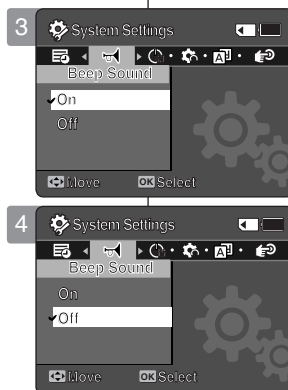 3
System Settings
Beep Sound
On
Off
Move OK Select
4
System Settings
Beep Sound
On
Off
Move OK Select